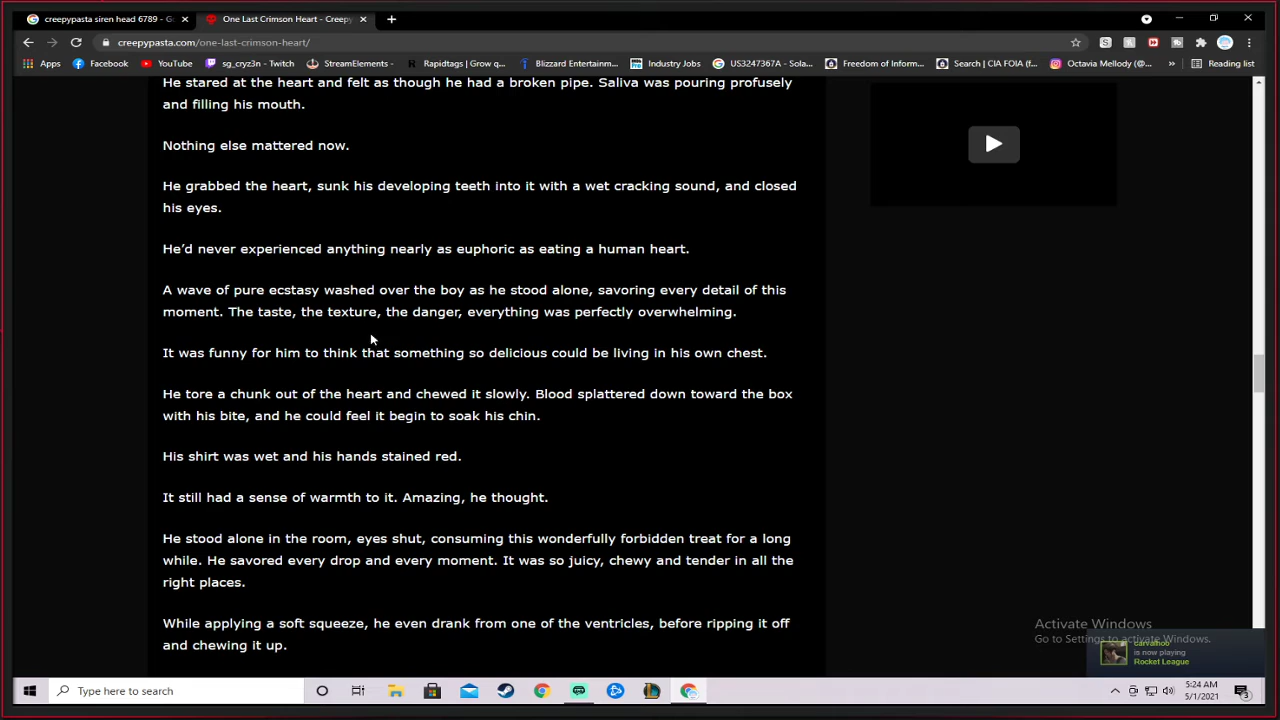 creepypasta siren head 6789 - G
One Last Crimson Heart - Creepy
creepypasta.com/one-last-crimson-heart/
Apps
Facebook
YouTube
sg_cryz3n - Twitch
StreamElements -
Rapidtags | Grow q...
Blizzard Entertainm...
Industry Jobs
US3247367A - Sola...
Freedom of Inform...
Search | CIA FOIA (f...
Octavia Mellody (@...
»
Reading list
He stared at the heart and felt as though he had a broken pipe. Saliva was pouring profusely
and filling his mouth.
Nothing else mattered now.
He grabbed the heart, sunk his developing teeth into it with a wet cracking sound, and closed
his eyes.
He'd never experienced anything nearly as euphoric as eating a human heart.
A wave of pure ecstasy washed over the boy as he stood alone, savoring every detail of this
moment. The taste, the texture, the danger, everything was perfectly overwhelming.
It was funny for him to think that something so delicious could be living in his own chest.
He tore a chunk out of the heart and chewed it slowly. Blood splattered down toward the box
with his bite, and he could feel it begin to soak his chin.
His shirt was wet and his hands stained red.
It still had a sense of warmth to it. Amazing, he thought.
He stood alone in the room, eyes shut, consuming this wonderfully forbidden treat for a long
while. He savored every drop and every moment. It was so juicy, chewy and tender in all the
right places.
While applying a soft squeeze, he even drank from one of the ventricles, before ripping it off
and chewing it up.
Activate Windows
Go to Settings to activate Windows.
carvalhoo
is now playing
Rocket League
Type here to search
5:24 AM
5/1/2021
3